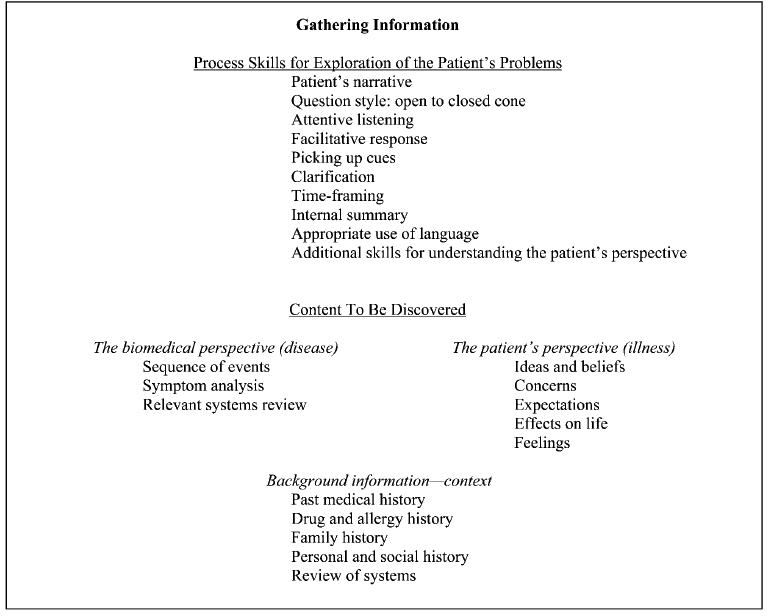 Gathering Information
Process Skills for Exploration of the Patient’s Problems
Patient’s narrative
Question style: open to closed cone
Attentive listening
Facilitative response
Picking up cues
Clarification
Time-framing
Internal summary
Appropriate use of language
Additional skills for understanding the patient’s perspective
Content To Be Discovered
The biomedical perspective (disease)
Sequence of events
Symptom analysis
Relevant systems review
The patient’s perspective (illness)
Ideas and beliefs
Concerns
Expectations
Effects on life
Feelings
Background information—context
Past medical history
Drug and allergy history
Family history
Personal and social history
Review of systems